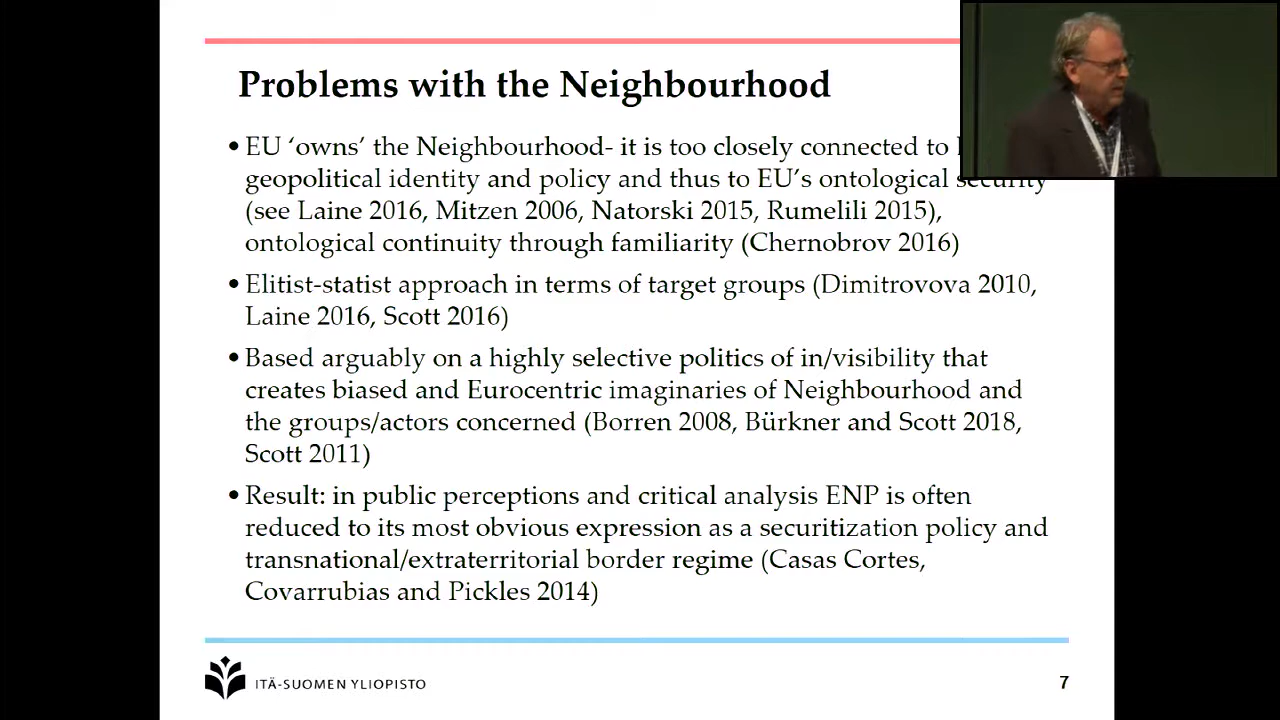 Problems with the Neighbourhood
• EU ‘owns’ the Neighbourhood- it is too closely connected to
geopolitical identity and policy and thus to EU’s ontological security
(see Laine 2016, Mitzen 2006, Natorski 2015, Rumelili 2015),
ontological continuity through familiarity (Chernobrov 2016)
• Elitist-statist approach in terms of target groups (Dimitrovova 2010,
Laine 2016, Scott 2016)
• Based arguably on a highly selective politics of in/visibility that
creates biased and Eurocentric imaginaries of Neighbourhood and
the groups/actors concerned (Borren 2008, Bürkner and Scott 2018,
Scott 2011)
• Result: in public perceptions and critical analysis ENP is often
reduced to its most obvious expression as a securitization policy and
transnational/extraterritorial border regime (Casas Cortes,
Covarrubias and Pickles 2014)
ITÄ-SUOMEN YLIOPISTO
7